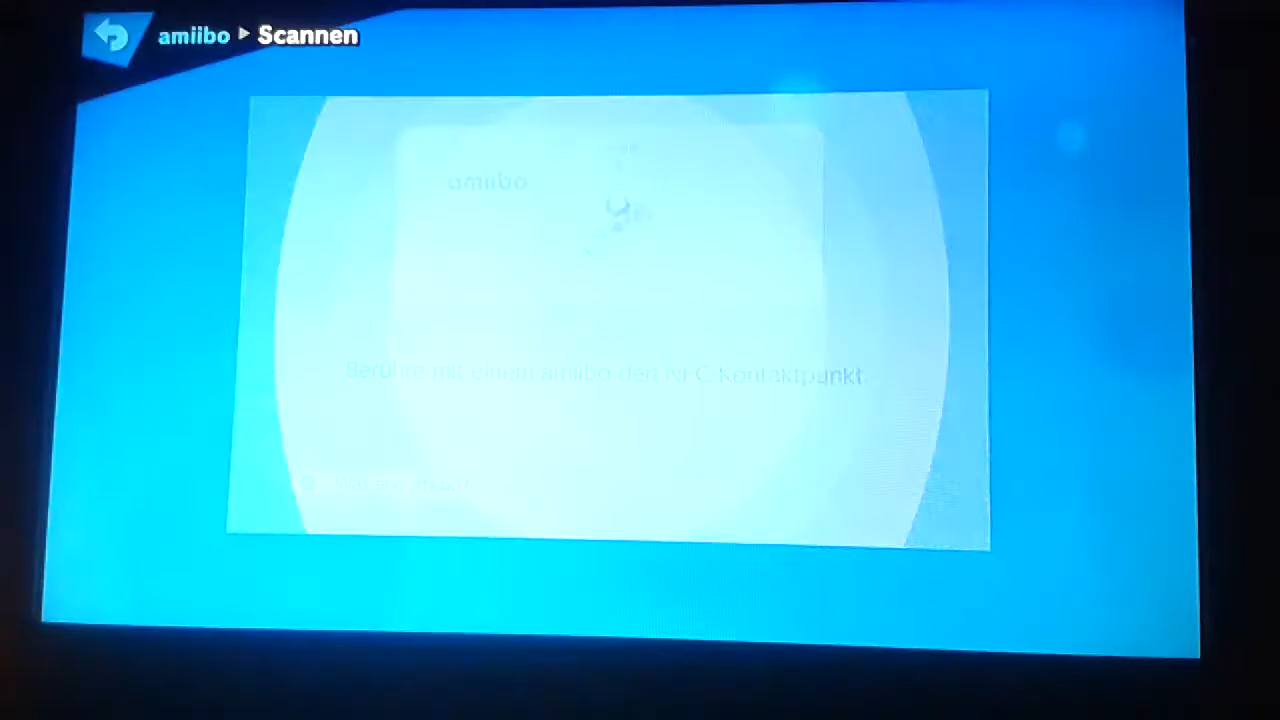 amiibo ▸ Scannen
amiibo
Berühre mit einem amiibo den NFC-Kontaktpunkt